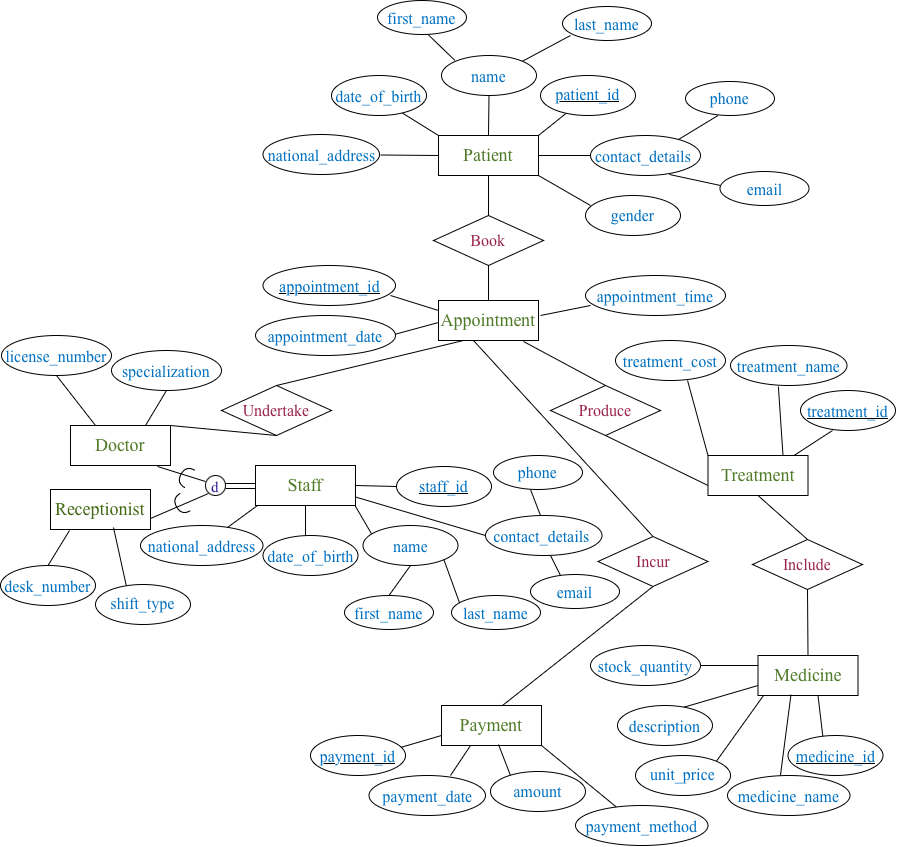 first_name
last_name
name
date_of_birth
patient_id
phone
national_address
Patient
contact_details
email
gender
Book
appointment_id
appointment_time
Appointment
appointment_date
license_number
specialization
treatment_cost
treatment_name
Undertake
Produce
treatment_id
Doctor
Treatment
phone
d
Staff
staff_id
Receptionist
national_address
date_of_birth
name
contact_details
Incur
Include
desk_number
shift_type
first_name
last_name
email
stock_quantity
Medicine
description
Payment
payment_id
medicine_id
unit_price
payment_date
amount
medicine_name
payment_method